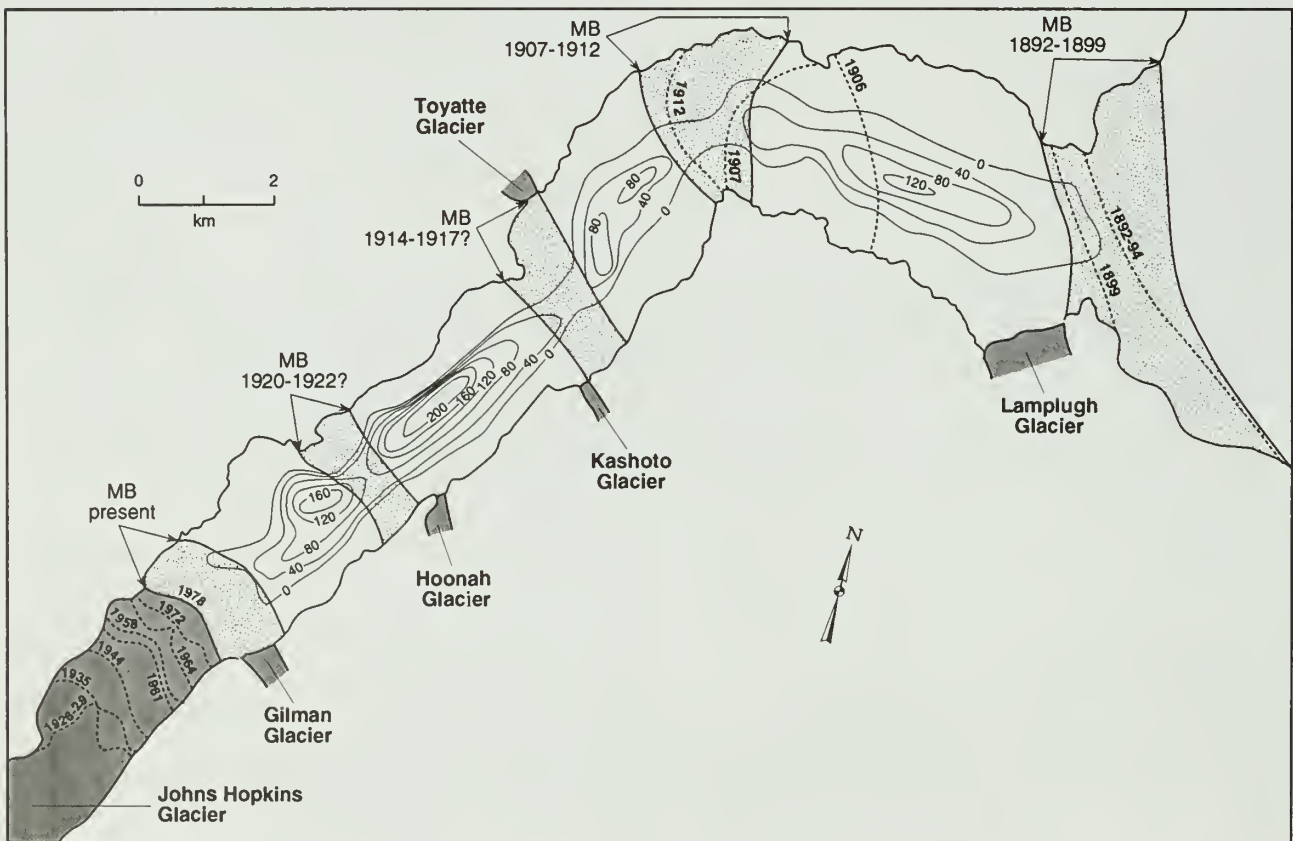 MB
1907-1912
MB
1892-1899
1906
1912
1907
0
40
80
120
Toyatte
Glacier
0 2
km
80
40
0
80
MB
1914-1917?
1892-94
1899
MB
1920-1922?
0
40
80
120
160
200
Lamplugh
Glacier
Kashoto
Glacier
160
120
80
40
0
MB
present
Hoonah
Glacier
N
1978
1972
1958
1964
1944
1961
1935
1926-29
Gilman
Glacier
Johns Hopkins
Glacier